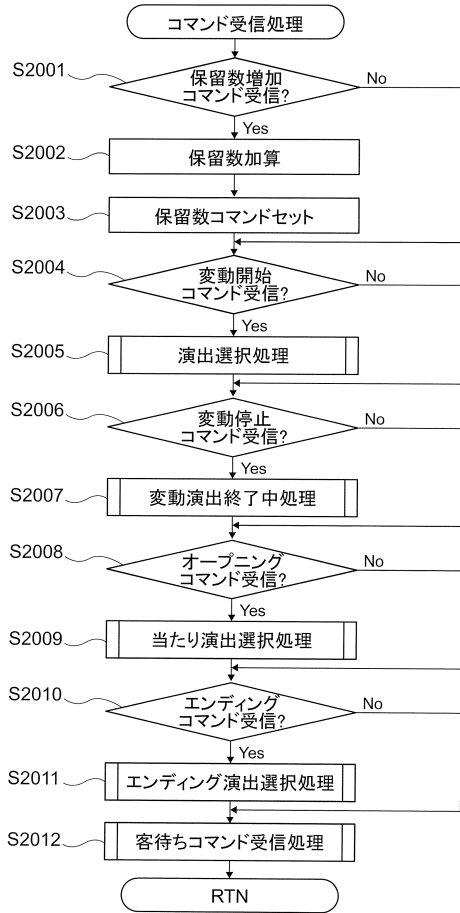 コマンド受信処理
S2001
保留数増加
コマンド受信?
No
Yes
S2002
保留数加算
S2003
保留数コマンドセット
S2004
変動開始
コマンド受信?
No
Yes
S2005
演出選択処理
S2006
変動停止
コマンド受信?
No
Yes
S2007
変動演出終了中処理
S2008
オープニング
コマンド受信?
No
Yes
S2009
当たり演出選択処理
S2010
エンディング
コマンド受信?
No
Yes
S2011
エンディング演出選択処理
S2012
客待ちコマンド受信処理
RTN